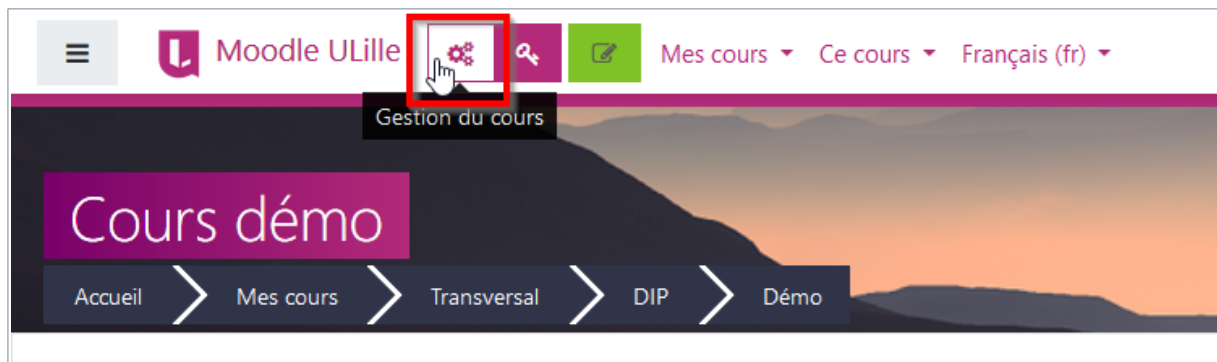 Moodle ULille Mes cours Ce cours Français (fr)
Gestion du cours
Cours démo
Accueil Mes cours Transversal DIP Démo